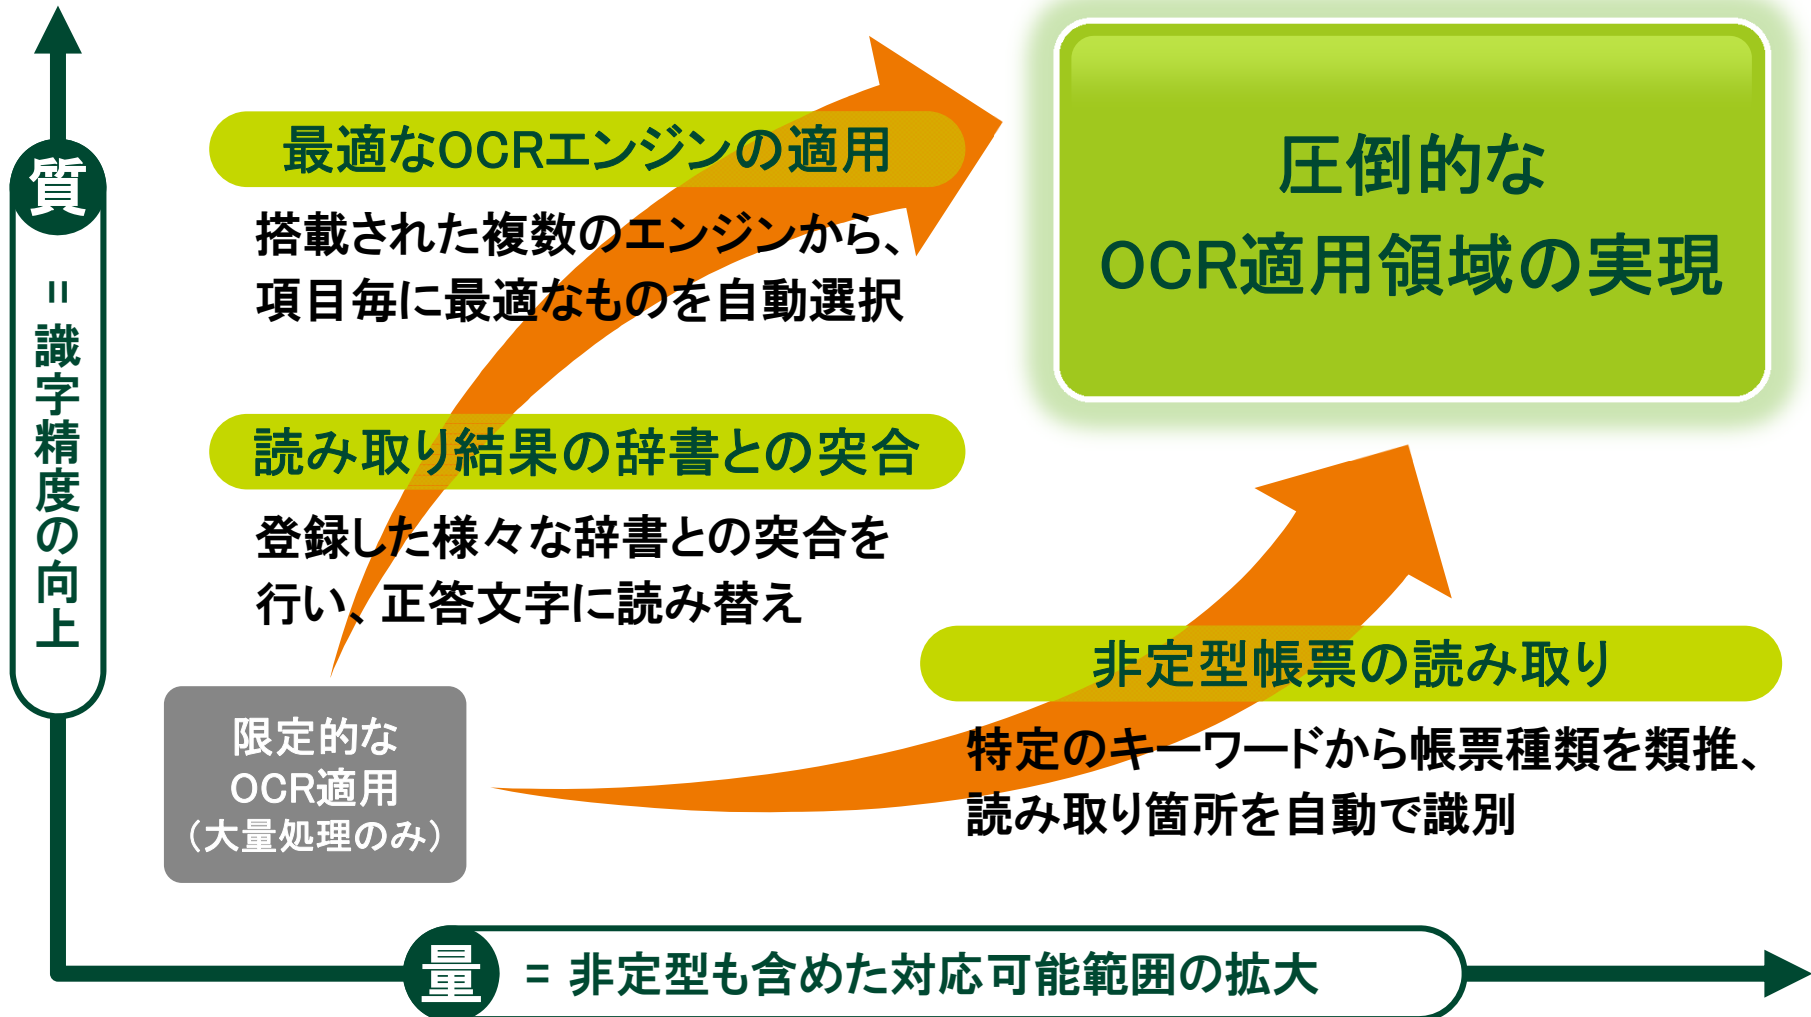 質
=識字精度の向上
最適なOCRエンジンの適用
搭載された複数のエンジンから、
項目毎に最適なものを自動選択
読み取り結果の辞書との突合
登録した様々な辞書との突合を
行い、正答文字に読み替え
圧倒的な
OCR適用領域の実現
非定型帳票の読み取り
特定のキーワードから帳票種類を類推、
読み取り箇所を自動で識別
限定的な
OCR適用
（大量処理のみ）
量
= 非定型も含めた対応可能範囲の拡大